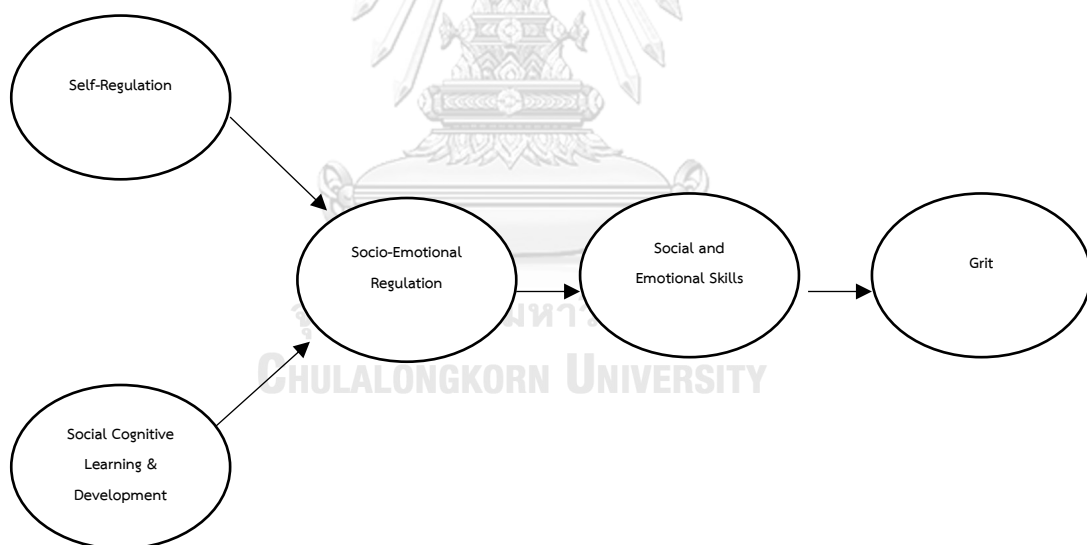 Self-Regulation
Socio-Emotional
Regulation
Social and
Emotional Skills
Grit
CHULALONGKORN UNIVERSITY
Social Cognitive
Learning &
Development